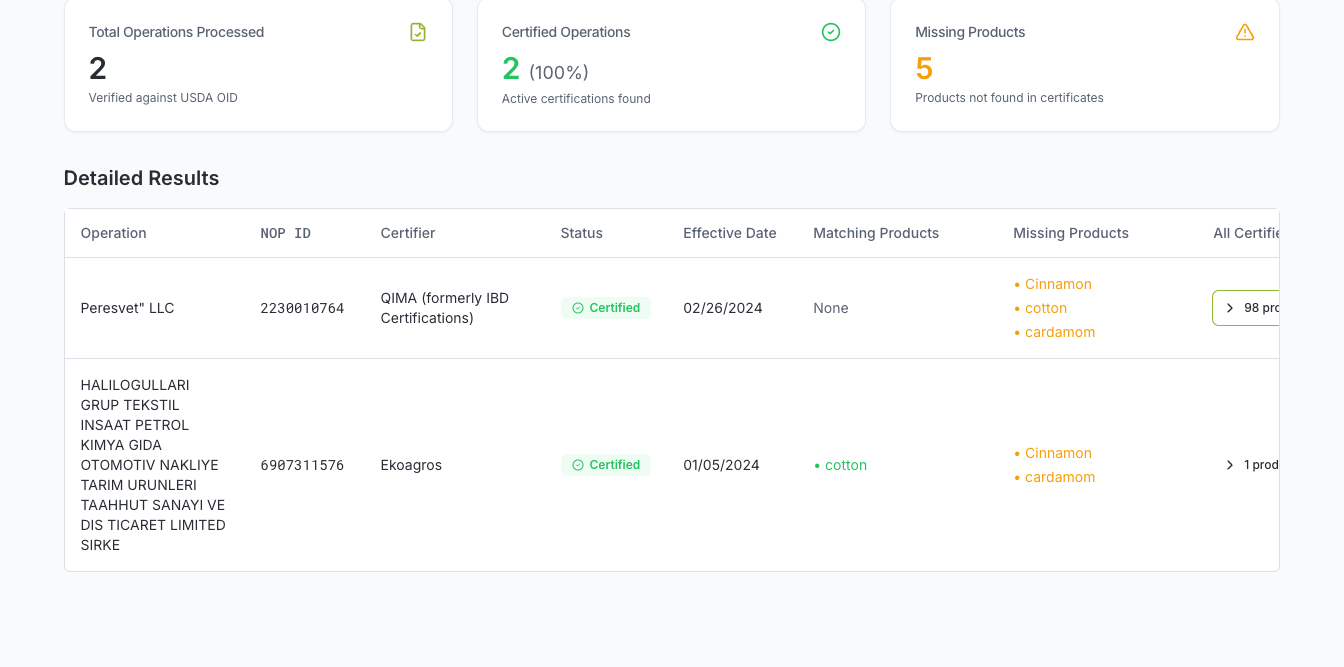 Total Operations Processed
2
Verified against USDA OID
Certified Operations
2 (100%)
Active certifications found
Missing Products
5
Products not found in certificates
Detailed Results
Operation NOP ID Certifier Status Effective Date Matching Products Missing Products All Certifie
Peresvet" LLC
2230010764
QIMA (formerly IBD
Certifications)
Certified
02/26/2024
None
• Cinnamon
• cotton
• cardamom
98 pro
HALILOGULLARI
GRUP TEKSTIL
INSAAT PETROL
KIMYA GIDA
OTOMOTIV NAKLIYE
TARIM URUNLERI
TAAHHUT SANAYI VE
DIS TICARET LIMITED
SIRKE
6907311576
Ekoagros
Certified
01/05/2024
• cotton
• Cinnamon
• cardamom
1 prod